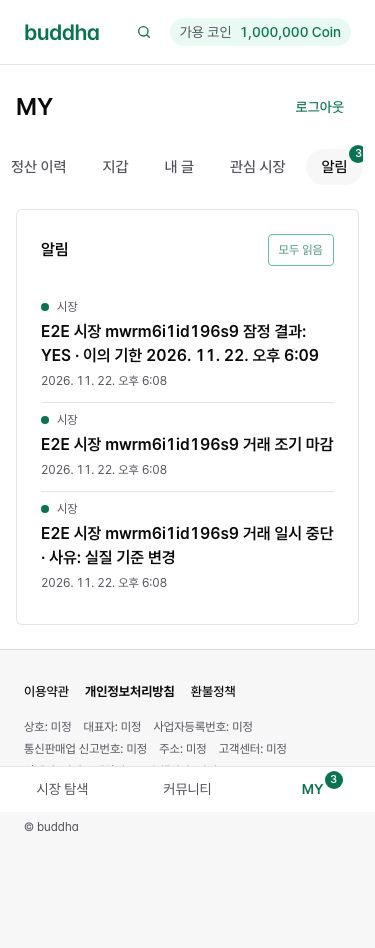 buddha
가용 코인 1,000,000 Coin
MY
로그아웃
정산 이력 지갑 내 글 관심 시장 알림 3
알림
모두 읽음
시장
E2E 시장 mwrm6i1id196s9 잠정 결과:
YES · 이의 기한 2026. 11. 22. 오후 6:09
2026. 11. 22. 오후 6:08
시장
E2E 시장 mwrm6i1id196s9 거래 조기 마감
2026. 11. 22. 오후 6:08
시장
E2E 시장 mwrm6i1id196s9 거래 일시 중단
· 사유: 실질 기준 변경
2026. 11. 22. 오후 6:08
이용약관 개인정보처리방침 환불정책
상호: 미정 대표자: 미정 사업자등록번호: 미정
통신판매업 신고번호: 미정 주소: 미정 고객센터: 미정
시장 탐색 커뮤니티 MY 3
© buddha